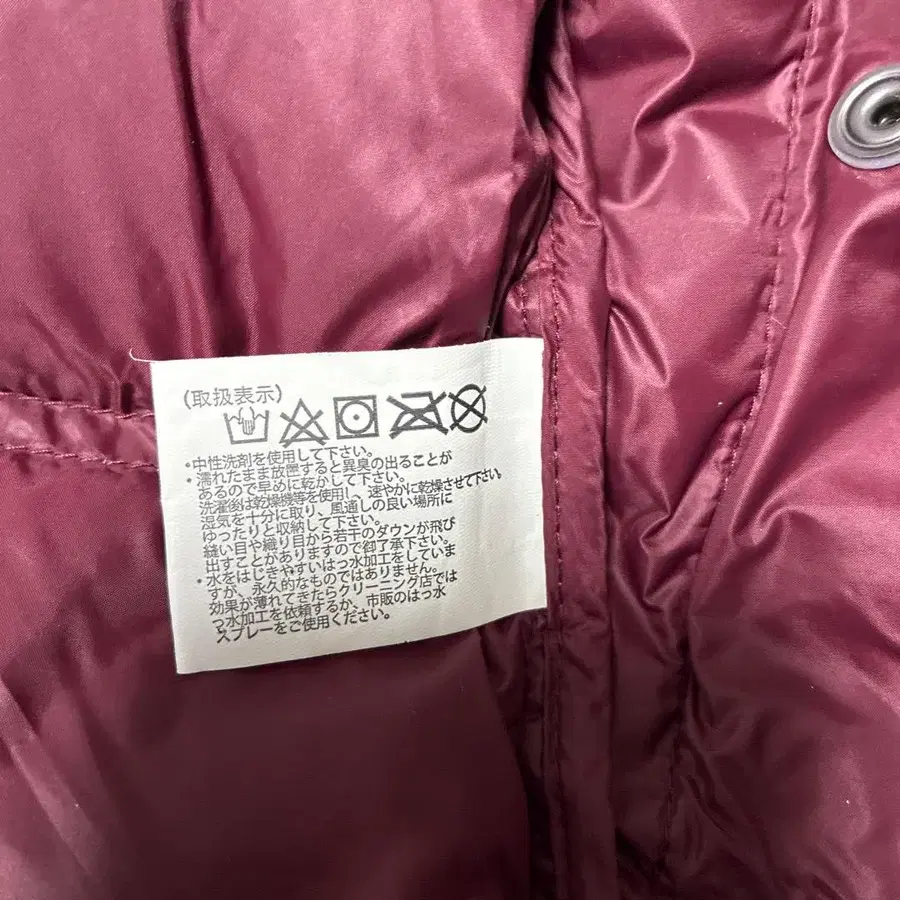 (取扱表示)
・中性洗剤を使用して下さい。
・濡れたまま放置すると異臭の出ることが
あるので早めに乾かして下さい。
洗濯後は乾燥機等を使用し、速やかに乾燥させて下さい。
湿気を十分に取り、風通しの良い場所に
ゆったりと収納して下さい。
縫い目や織り目から若干のダウンが飛び
出すことがありますので御了承下さい。
・水をはじきやすいはっ水加工をしていま
すが、永久的なものではありません。
効果が薄れてきたらクリーニング店では
っ水加工を依頼するか、市販のはっ水
スプレーをご使用ください。